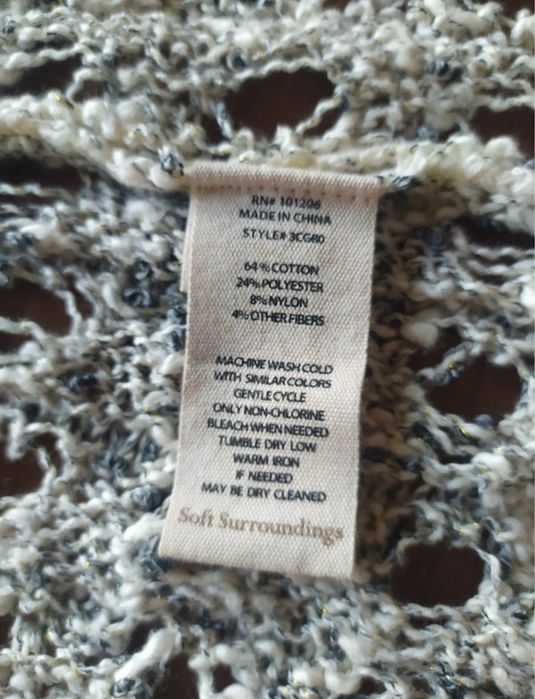 RN# 101206
MADE IN CHINA
STYLE# 3CG80
64%COTTON
24%POLYESTER
8%NYLON
4%OTHER FIBERS
MACHINE WASH COLD
WITH SIMILAR COLORS
GENTLE CYCLE
ONLY NON-CHLORINE
BLEACH WHEN NEEDED
TUMBLE DRY LOW
WARM IRON
IF NEEDED
MAY BE DRY CLEANED
Soft Surroundings